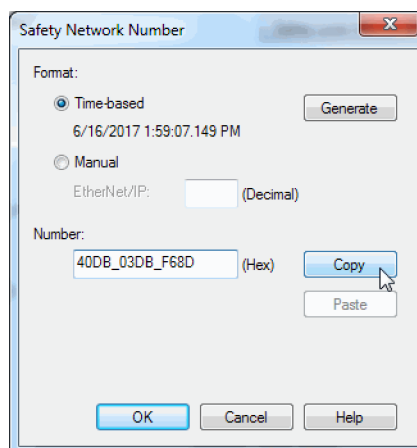 Safety Network Number
Format:
Time-based
Generate
6/16/2017 1:59:07.149 PM
Manual
EtherNet/IP:
(Decimal)
Number:
40DB_03DB_F68D
(Hex)
Copy
Paste
OK
Cancel
Help